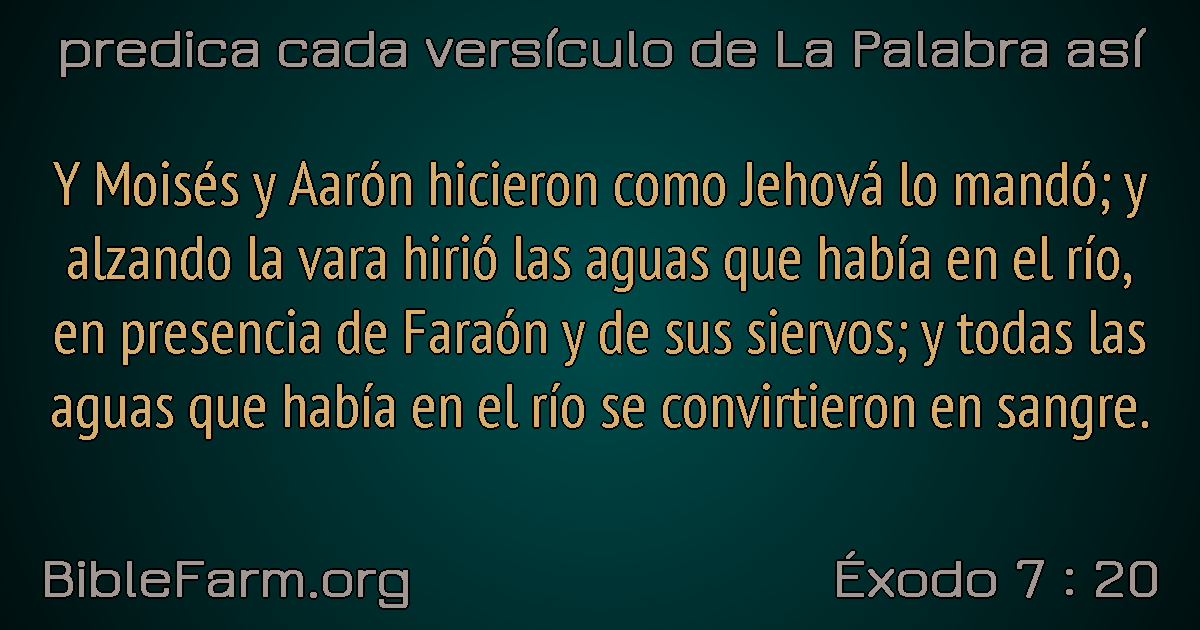 predica cada versículo de La Palabra así
Y Moisés y Aarón hicieron como Jehová lo mandó; y
alzando la vara hirió las aguas que había en el río,
en presencia de Faraón y de sus siervos; y todas las
aguas que había en el río se convirtieron en sangre.
BibleFarm.org
Éxodo 7 : 20